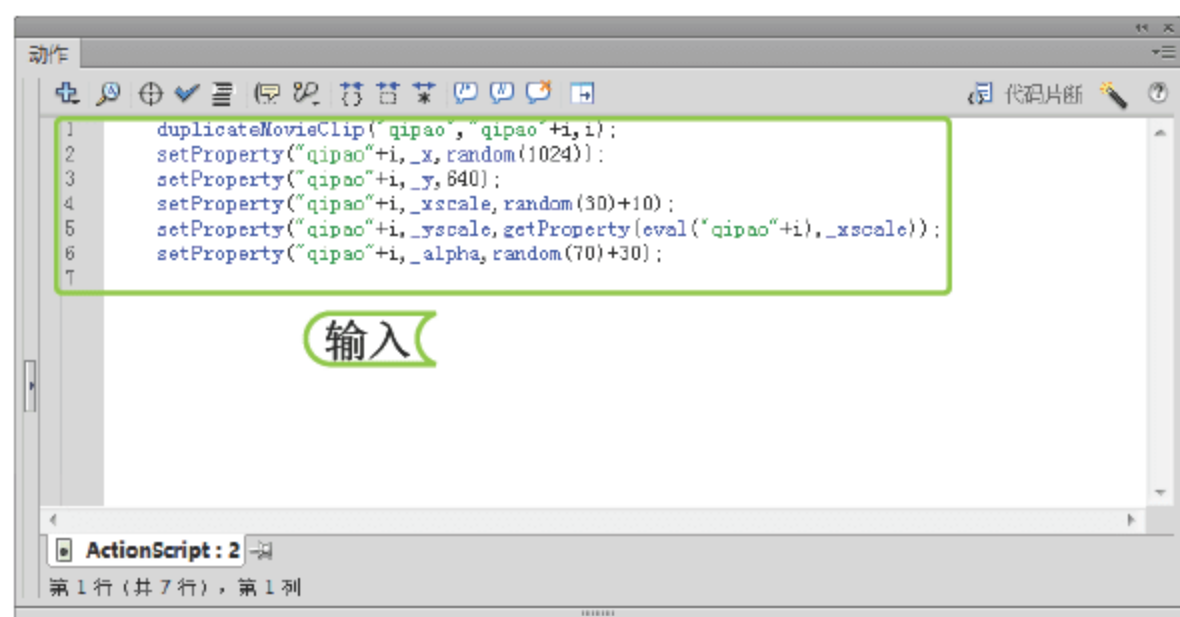 动作
代码片断
1 duplicateMovieClip("qipao","qipao"+i,i);
2 setProperty("qipao"+i,_x,random(1024));
3 setProperty("qipao"+i,_y,640);
4 setProperty("qipao"+i,_xscale,random(30)+10);
5 setProperty("qipao"+i,_yscale,getProperty(eval("qipao"+i),_xscale));
6 setProperty("qipao"+i,_alpha,random(70)+30);
7
输入
ActionScript : 2
第 1 行 (共 7 行) , 第 1 列